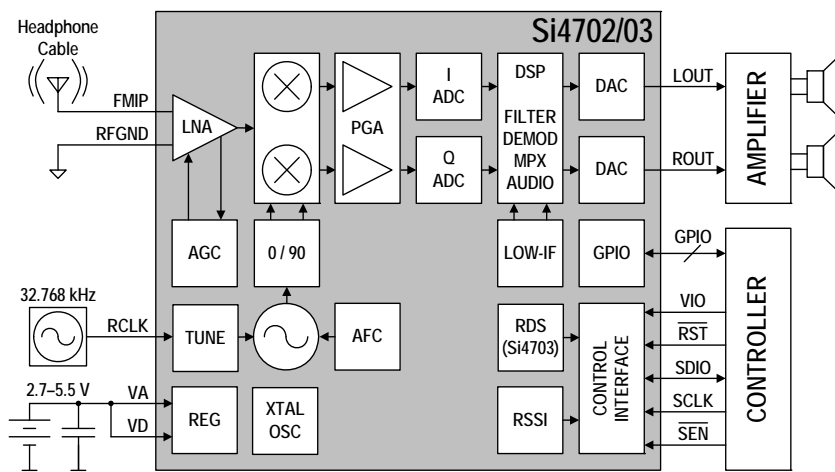 Headphone
Cable
Si4702/03
FMIP
RFGND
LNA
PGA
I
ADC
Q
ADC
DSP
FILTER
DEMOD
MPX
AUDIO
DAC
DAC
LOUT
ROUT
AMPLIFIER
AGC
0 / 90
LOW-IF
GPIO
GPIO
32.768 kHz
RCLK
TUNE
AFC
RDS
(Si4703)
CONTROL
INTERFACE
VIO
RST
SDIO
SCLK
SEN
CONTROLLER
2.7–5.5 V
VA
VD
REG
XTAL
OSC
RSSI